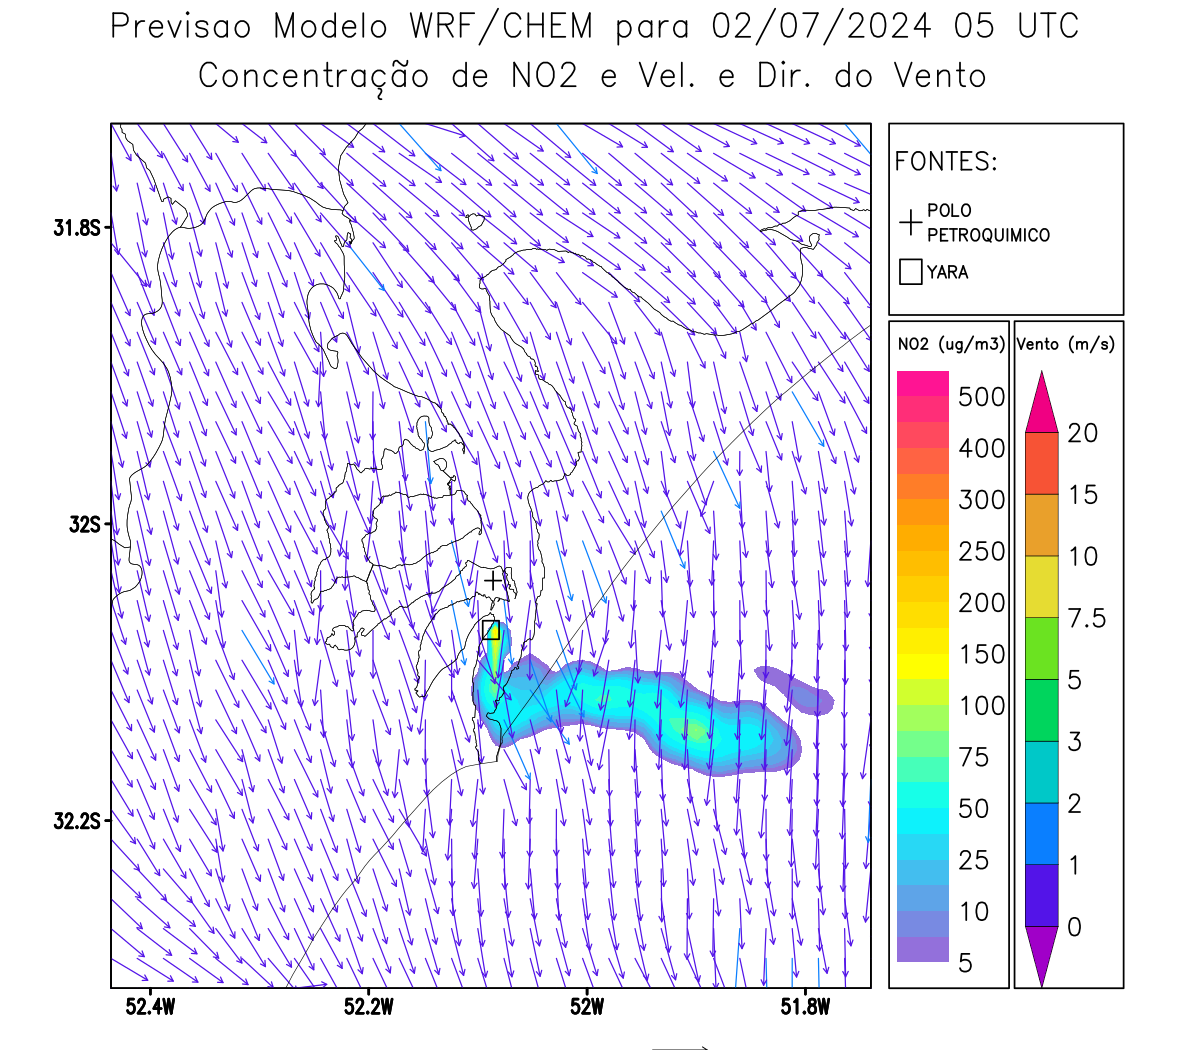 Previsao Modelo WRF/CHEM para 02/07/2024 05 UTC
Concentração de NO2 e Vel. e Dir. do Vento
FONTES:
POLO
PETROQUIMICO
YARA
31.8S
32S
32.2S
52.4W
52.2W
52W
51.8W
NO2 (ug/m3)
500
400
300
250
200
150
100
75
50
25
10
5
Vento (m/s)
20
15
10
7.5
5
3
2
1
0